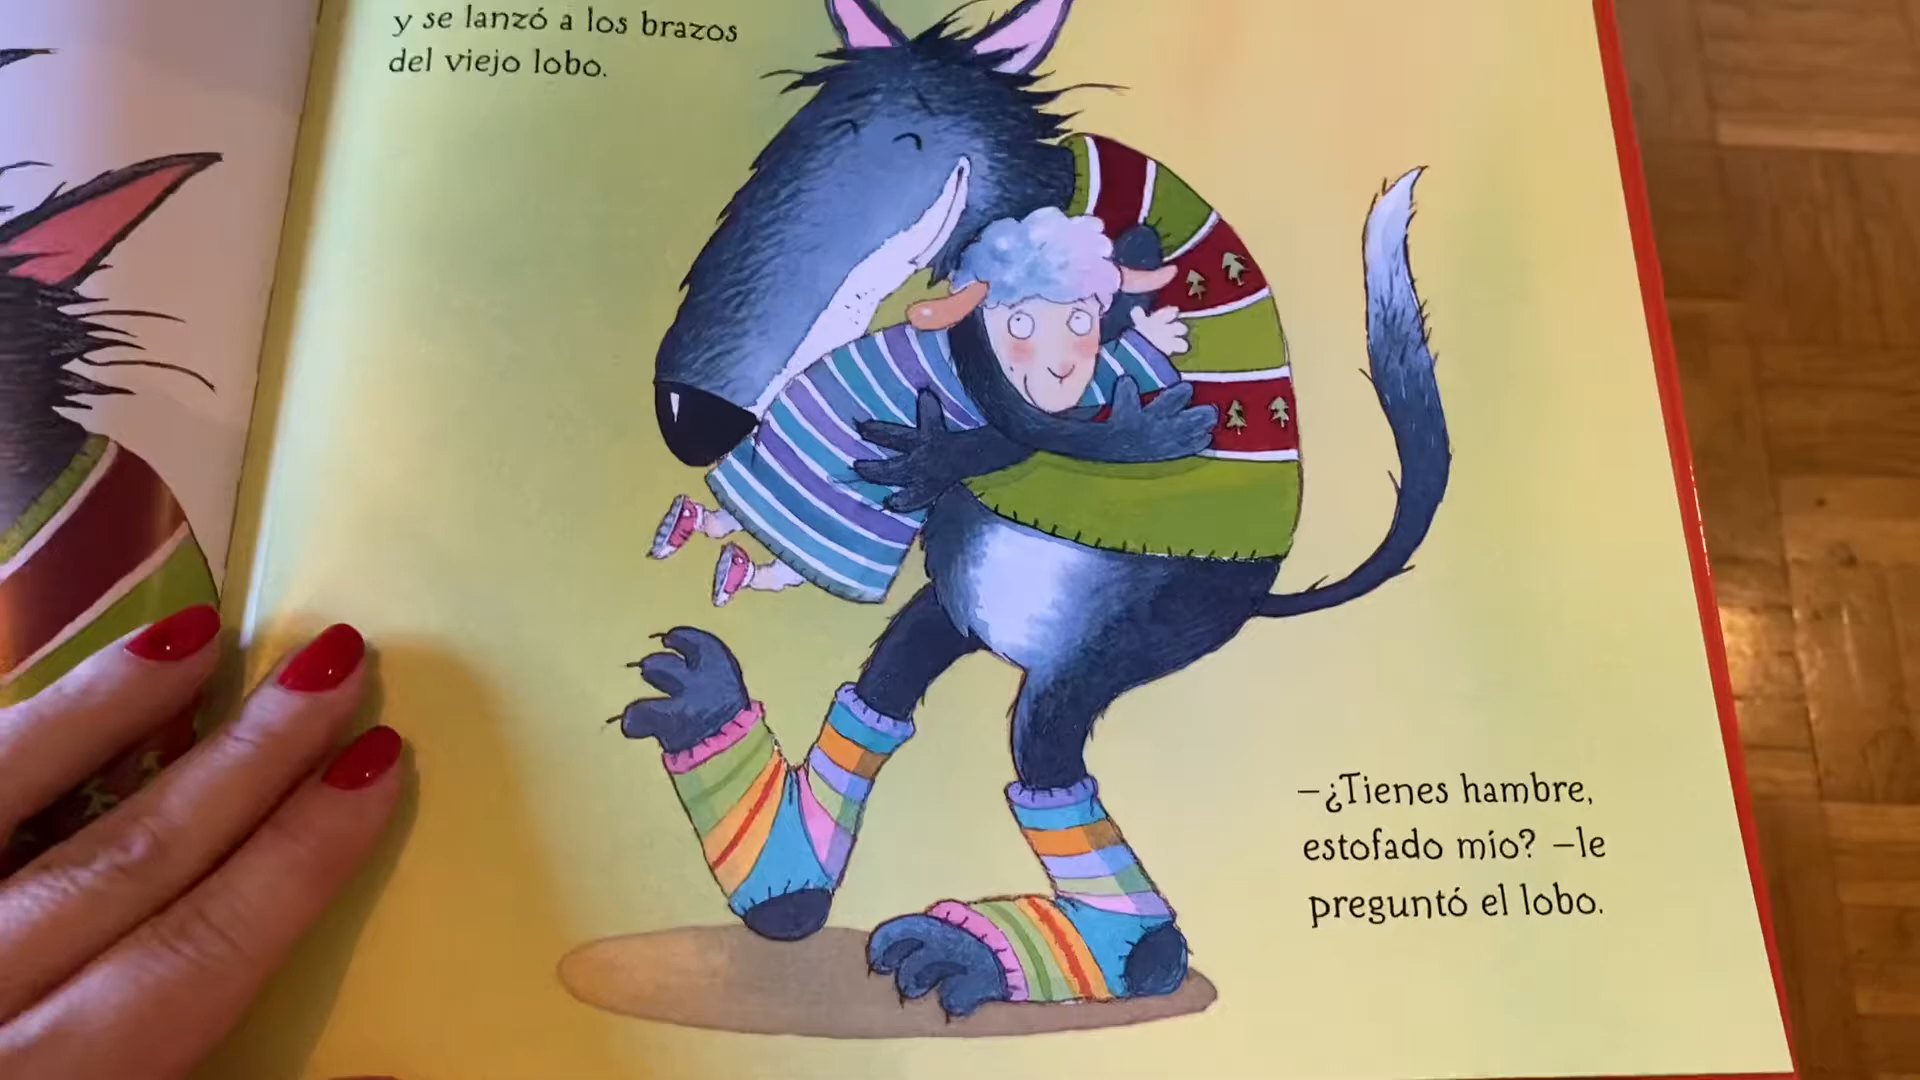 y se lanzó a los brazos
del viejo lobo.
—¿Tienes hambre,
estofado mío? —le
preguntó el lobo.